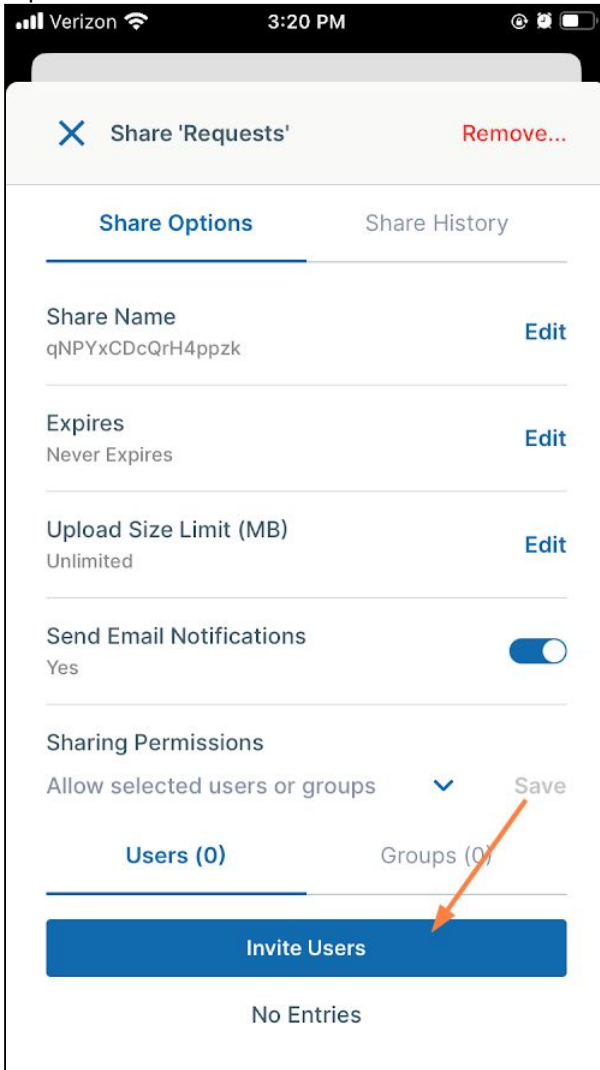 Verizon 3:20 PM
Share 'Requests' Remove...
Share Options Share History
Share Name
qNPYxCDcQrH4ppzk
Edit
Expires
Never Expires
Edit
Upload Size Limit (MB)
Unlimited
Edit
Send Email Notifications
Yes
Sharing Permissions
Allow selected users or groups Save
Users (0) Groups (0)
Invite Users
No Entries